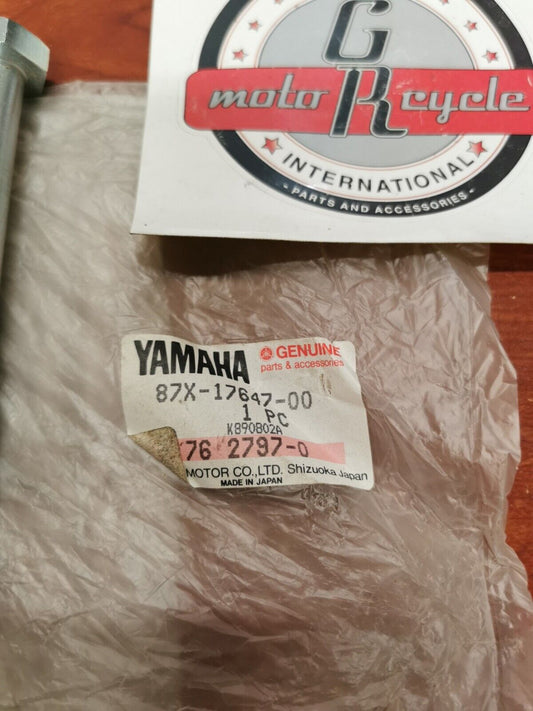 G
moto R cycle
INTERNATIONAL
- PARTS AND ACCESSORIES -
YAMAHA GENUINE
parts & accessories
87X-17647-00
1 PC
K890802A
76 2797-0
MOTOR CO., LTD. Shizuoka Japan
MADE IN JAPAN